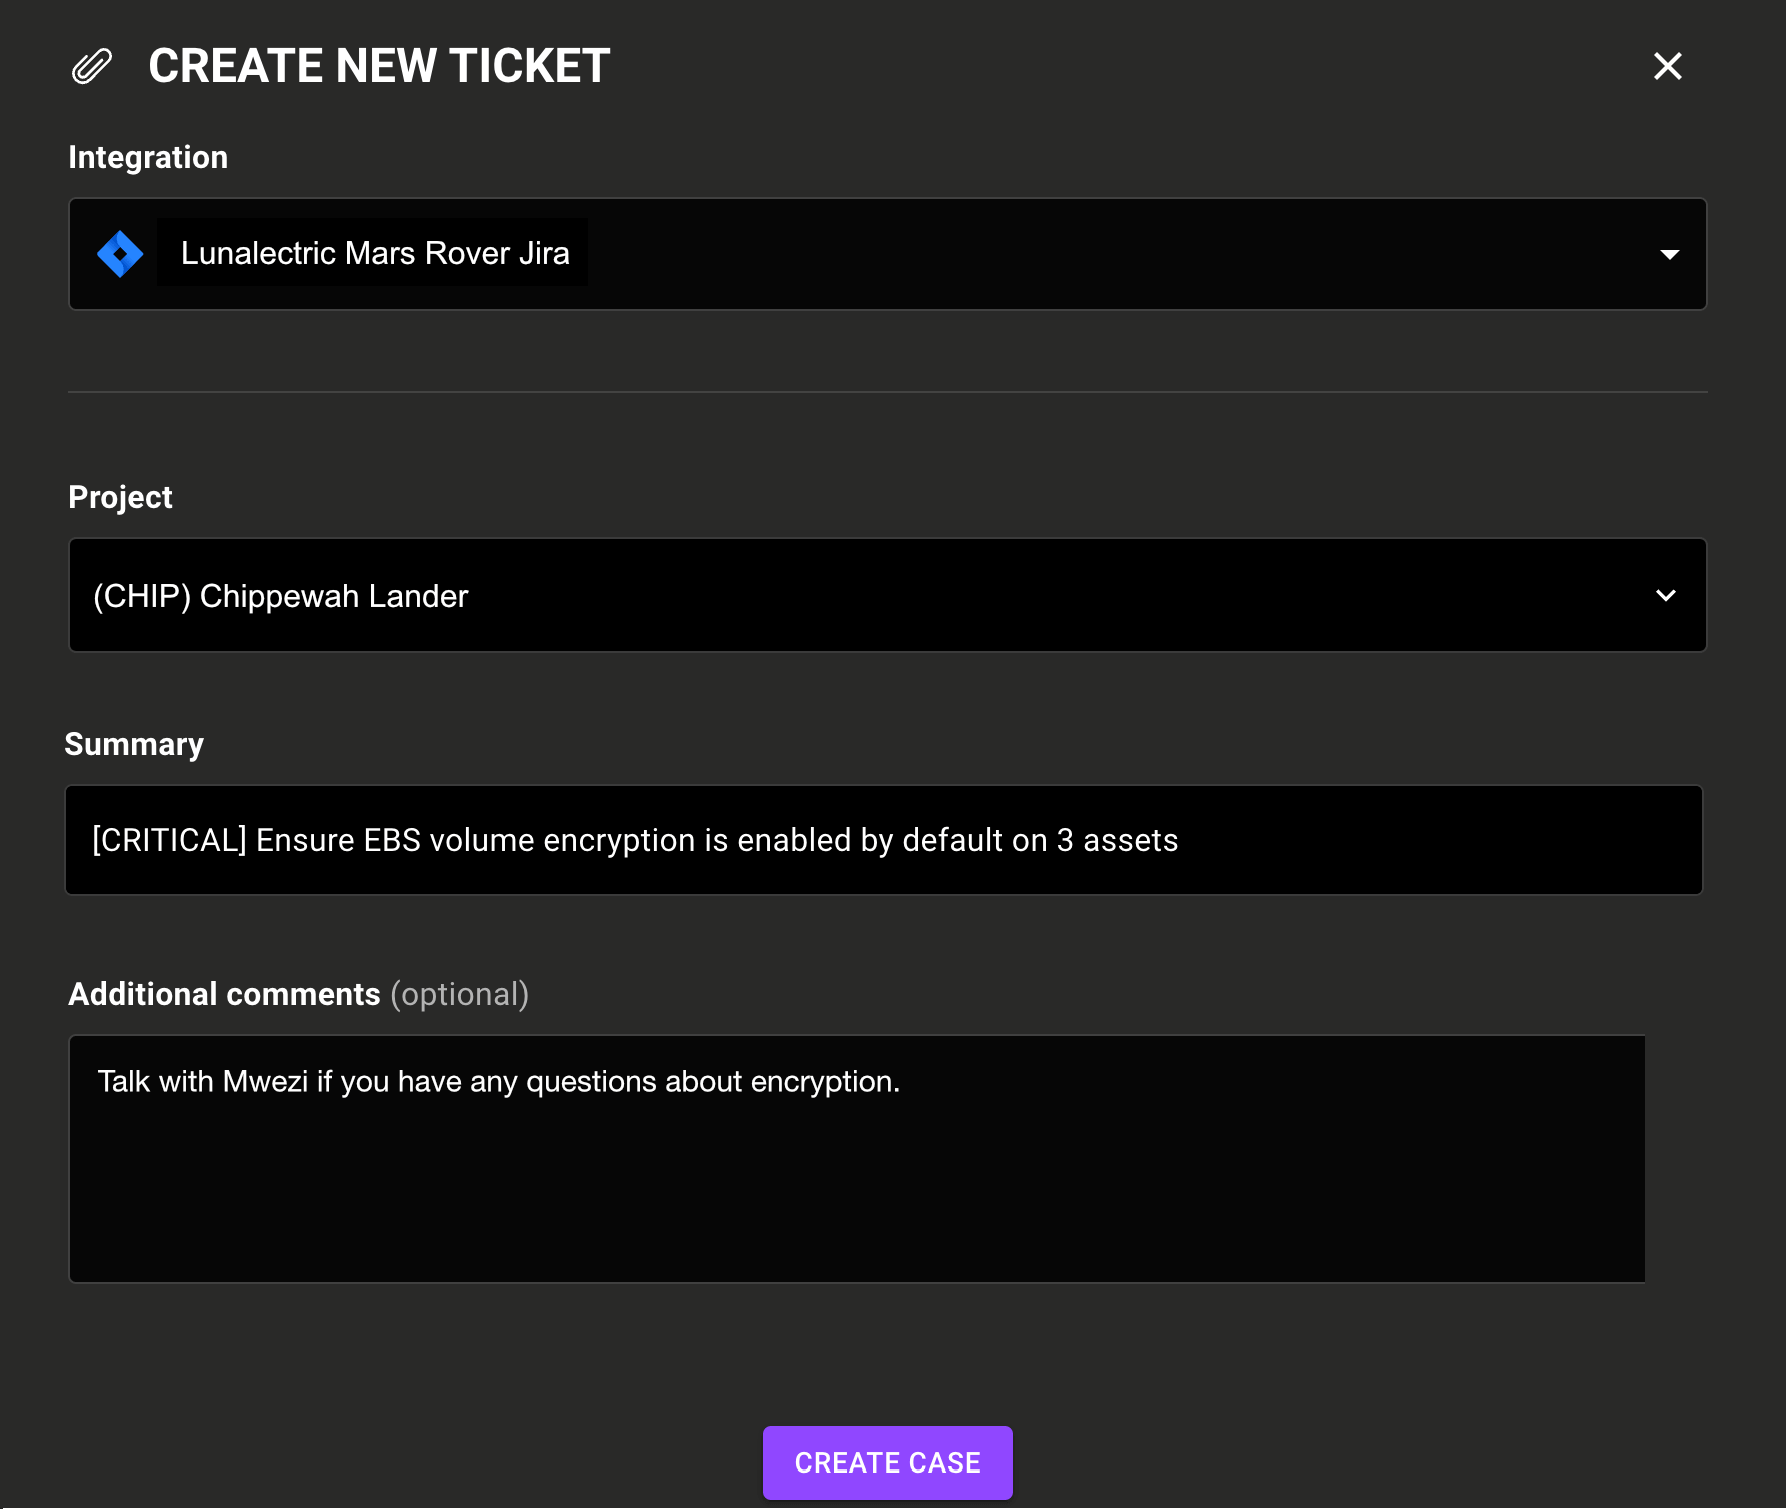 CREATE NEW TICKET
Integration
Lunalectric Mars Rover Jira
Project
(CHIP) Chippewah Lander
Summary
[CRITICAL] Ensure EBS volume encryption is enabled by default on 3 assets
Additional comments (optional)
Talk with Mwezi if you have any questions about encryption.
CREATE CASE